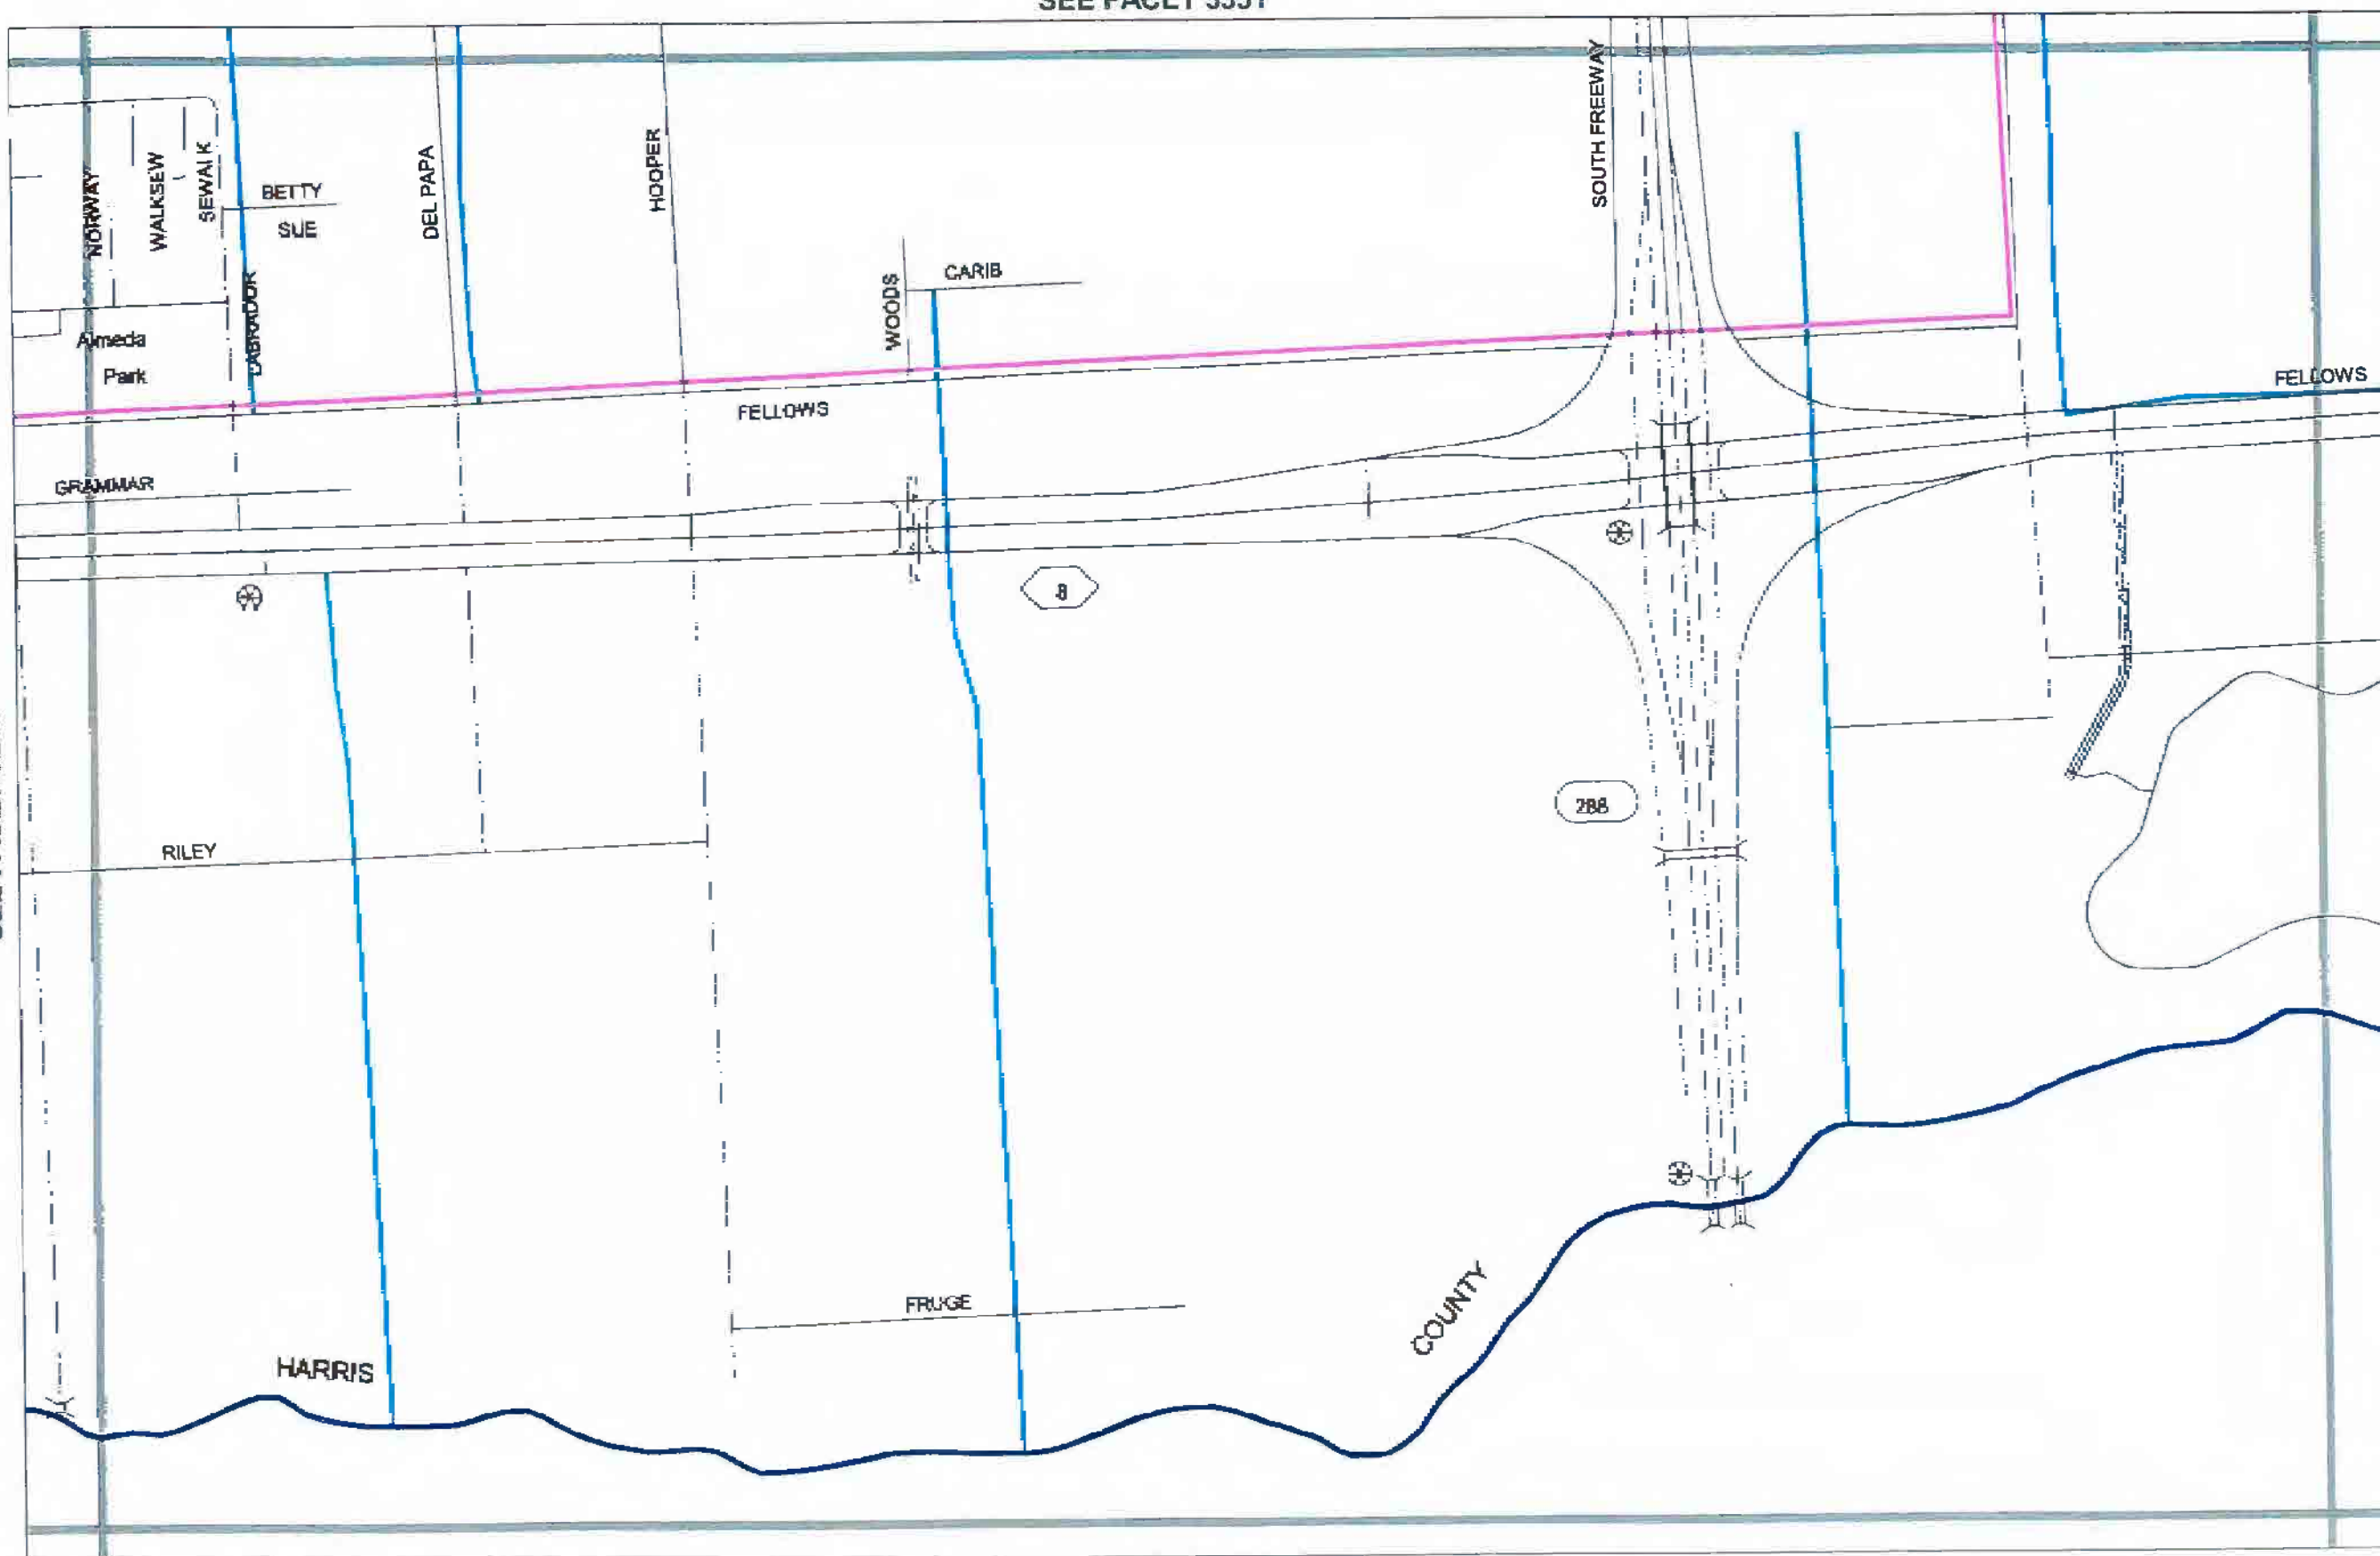 SOUTH FREEWAY
NORWAY
WALKSEW
SEWALK
BETTY
SUE
DEL PAPA
HOOPER
CARIB
WOODS
LABRADOR
Almeda
Park
FELLOWS
FELLOWS
GRAMMAR
8
288
RILEY
FRUGE
HARRIS
COUNTY